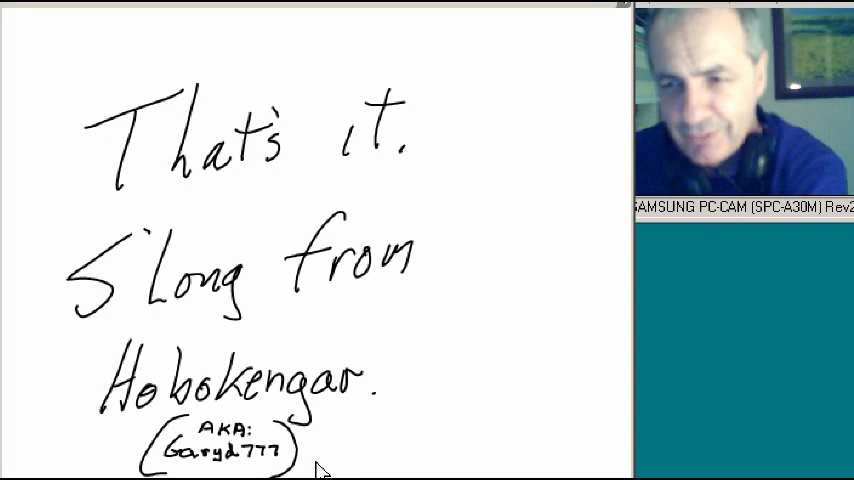 That's it.
S'long from
Hobokengar.
(AKA:
Garyd777)
SAMSUNG PC-CAM (SPC-A30M) Rev2